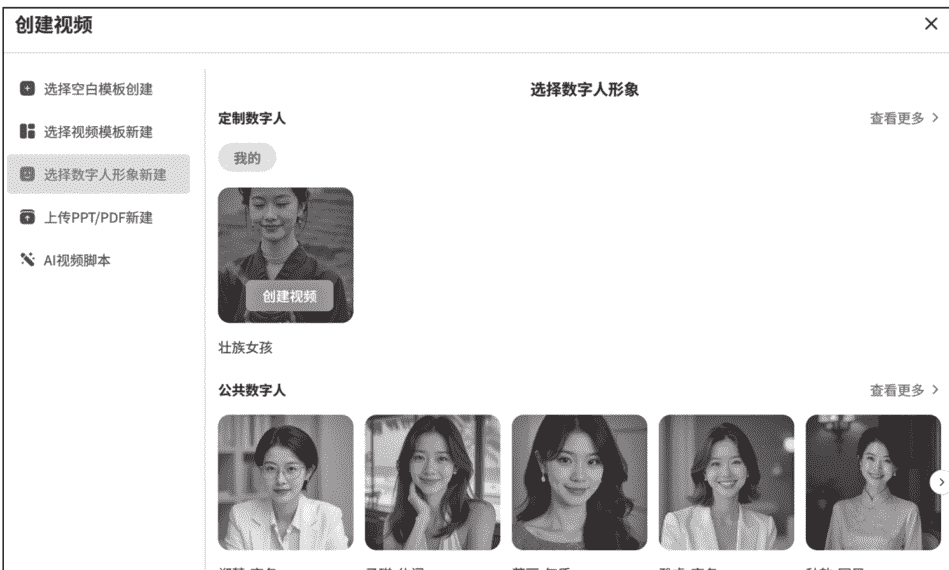 创建视频
选择空白模板创建
选择视频模板新建
选择数字人形象新建
上传PPT/PDF新建
AI视频脚本
选择数字人形象
定制数字人
查看更多
我的
创建视频
壮族女孩
公共数字人
查看更多